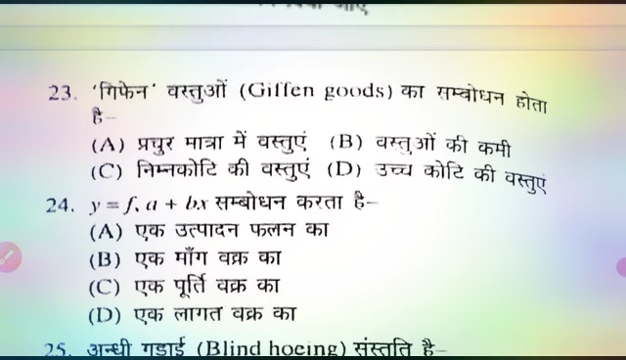 23. 'गिफेन' वस्तुओं (Giffen goods) का सम्बोधन होता
है–
(A) प्रचुर मात्रा में वस्तुएं (B) वस्तुओं की कमी
(C) निम्नकोटि की वस्तुएं (D) उच्च कोटि की वस्तुएं
24. y = f, a + bx सम्बोधन करता है–
(A) एक उत्पादन फलन का
(B) एक माँग वक्र का
(C) एक पूर्ति वक्र का
(D) एक लागत वक्र का
25. अन्धी गुड़ाई (Blind hoeing) संस्तुति है–